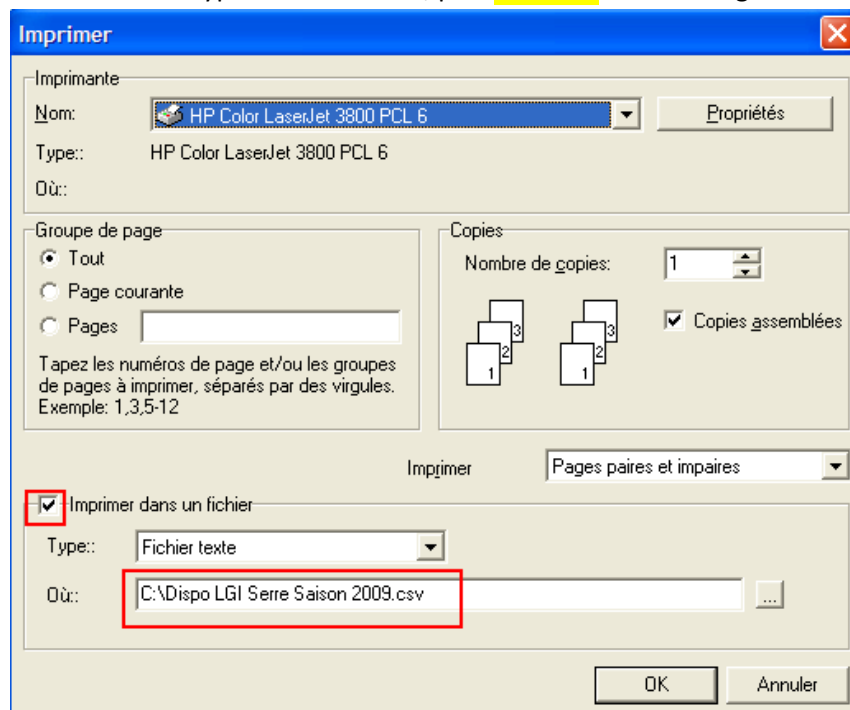 Imprimer
Imprimante
Nom: HP Color LaserJet 3800 PCL 6 Propriétés
Type:: HP Color LaserJet 3800 PCL 6
Où::
Groupe de page
Tout
Page courante
Pages
Tapez les numéros de page et/ou les groupes
de pages à imprimer, séparés par des virgules.
Exemple: 1,3,5-12
Copies
Nombre de copies: 1
1 2 3 1 2 3
Copies assemblées
Imprimer Pages paires et impaires
Imprimer dans un fichier
Type:: Fichier texte
Où:: C:\Dispo LGI Serre Saison 2009.csv ...
OK Annuler